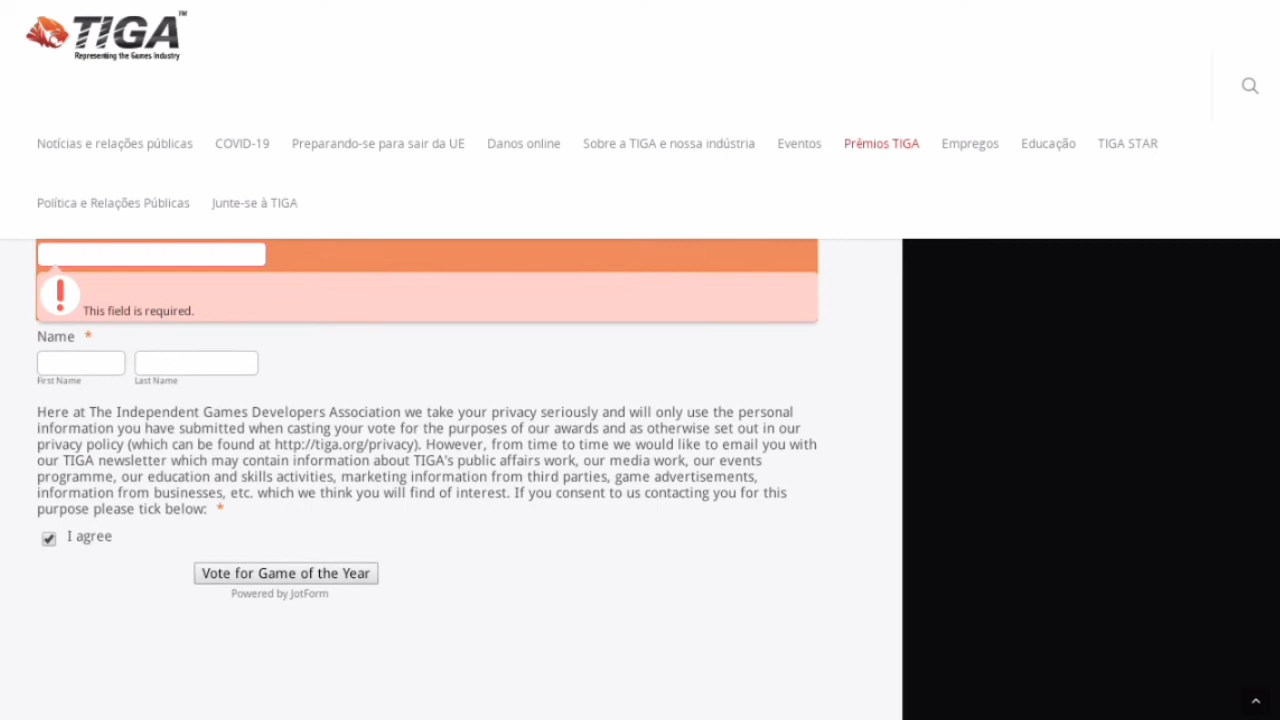 TIGA™
Representing the Games Industry
Notícias e relações públicas COVID-19 Preparando-se para sair da UE Danos online Sobre a TIGA e nossa indústria Eventos Prêmios TIGA Empregos Educação TIGA STAR
Política e Relações Públicas Junte-se à TIGA
This field is required.
Name *
First Name Last Name
Here at The Independent Games Developers Association we take your privacy seriously and will only use the personal
information you have submitted when casting your vote for the purposes of our awards and as otherwise set out in our
privacy policy (which can be found at http://tiga.org/privacy). However, from time to time we would like to email you with
our TIGA newsletter which may contain information about TIGA's public affairs work, our media work, our events
programme, our education and skills activities, marketing information from third parties, game advertisements,
information from businesses, etc. which we think you will find of interest. If you consent to us contacting you for this
purpose please tick below: *
I agree
Vote for Game of the Year
Powered by JotForm